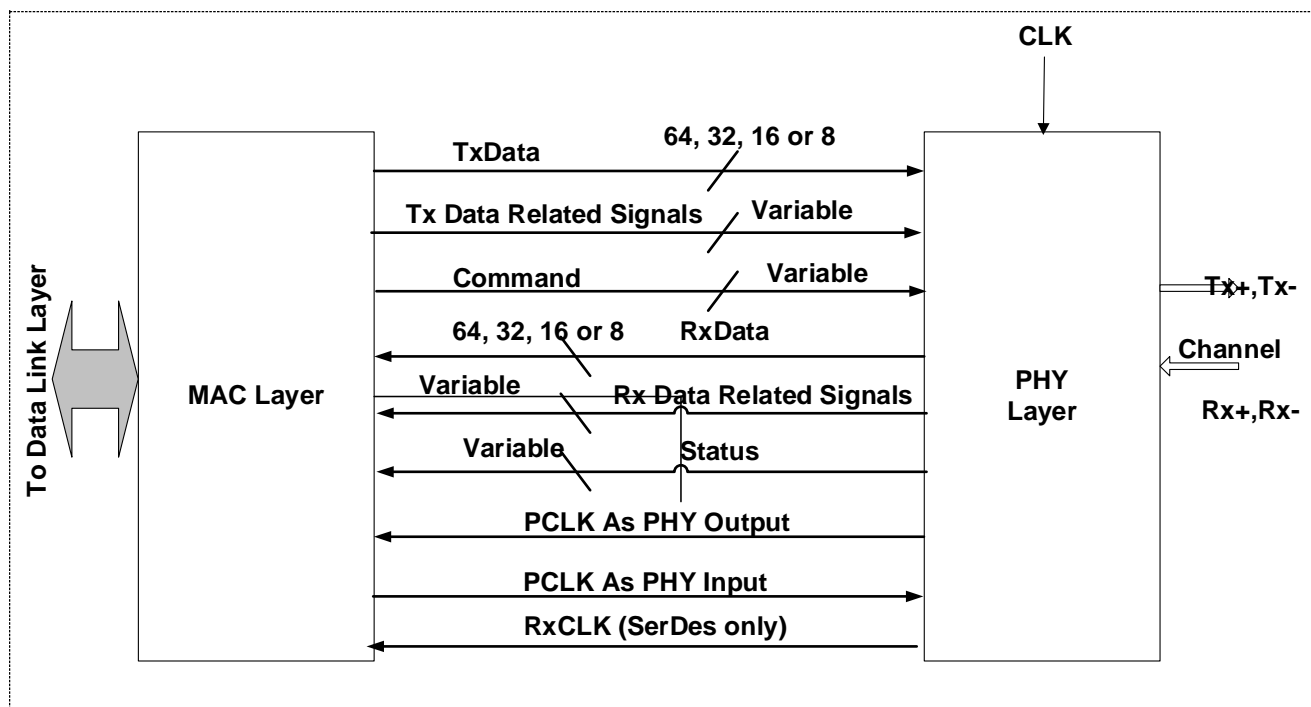 CLK
64, 32, 16 or 8
TxData
Tx Data Related Signals
Variable
Command
Variable
Tx+,Tx-
64, 32, 16 or 8
RxData
Channel
To Data Link Layer
MAC Layer
Variable
Rx Data Related Signals
PHY
Layer
Rx+,Rx-
Variable
Status
PCLK As PHY Output
PCLK As PHY Input
RxCLK (SerDes only)